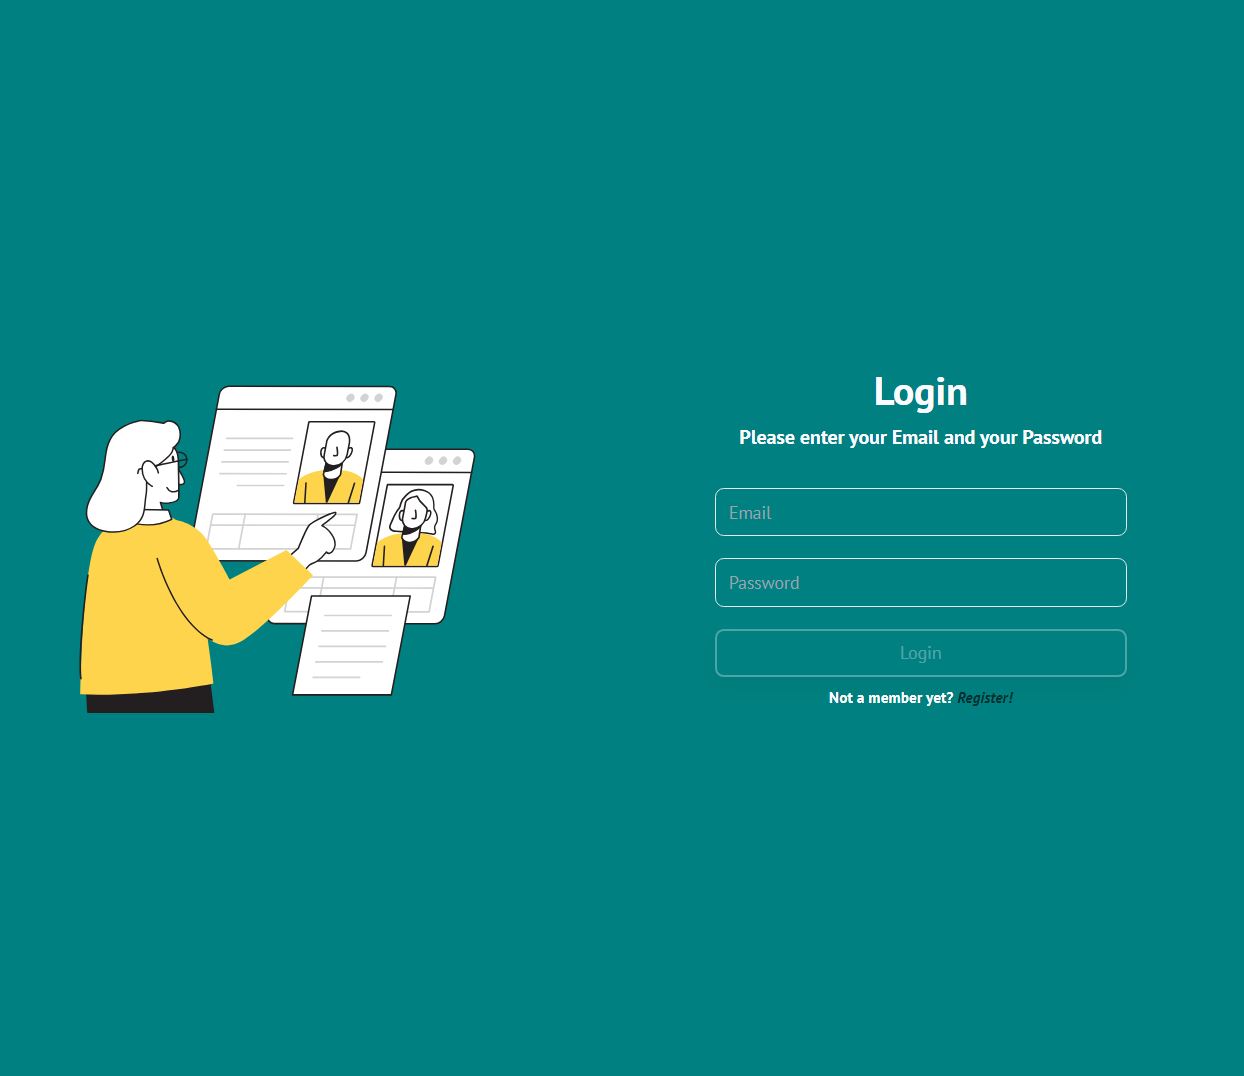 Login
Please enter your Email and your Password
Email
Password
Login
Not a member yet? Register!